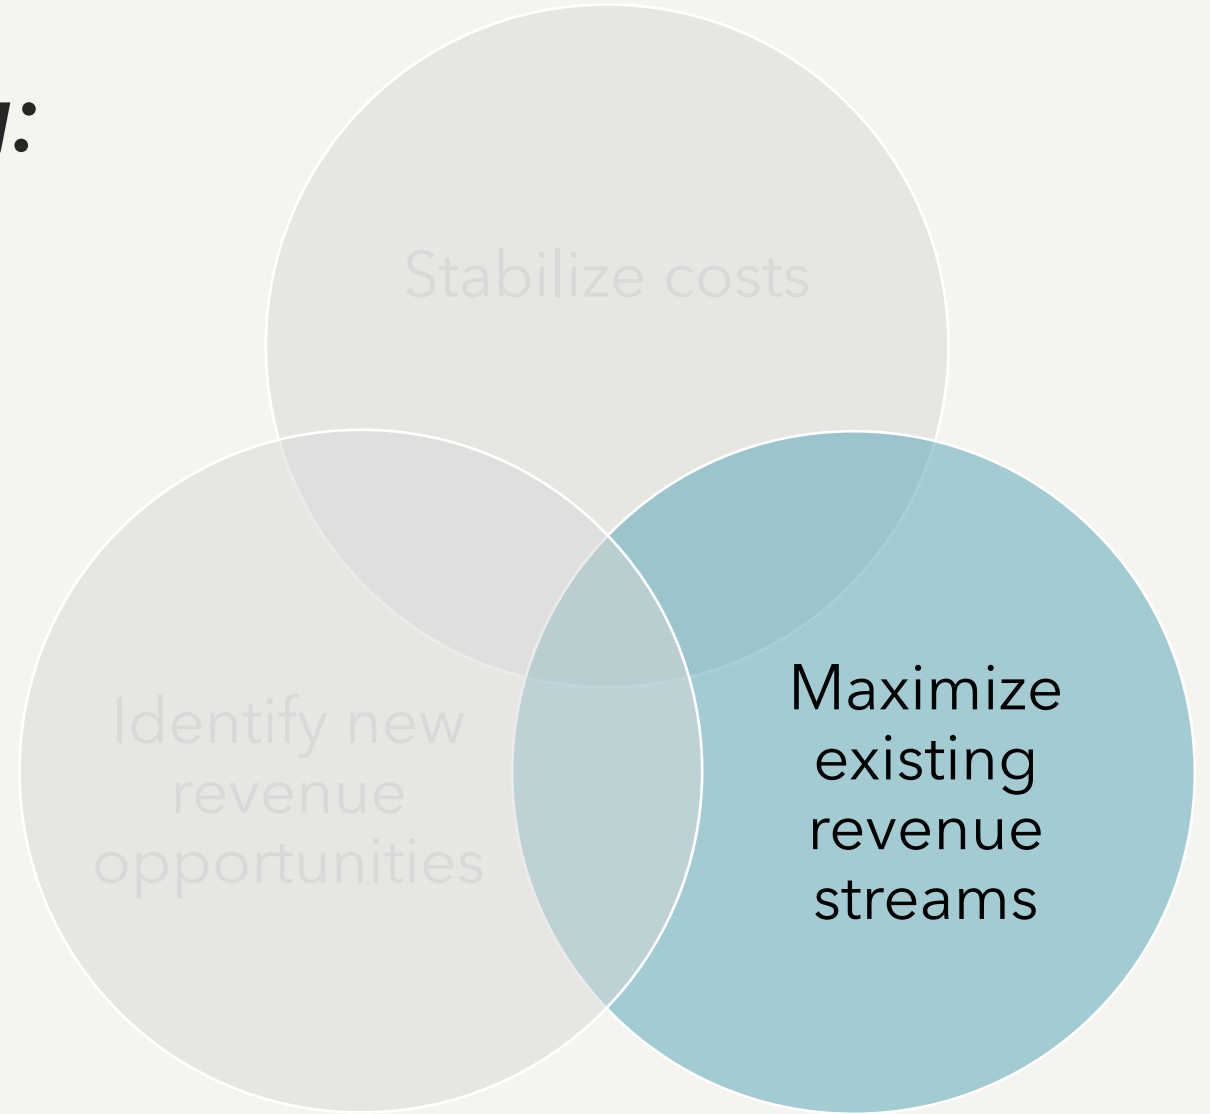 Stabilize costs
Identify new
revenue
opportunities
Maximize
existing
revenue
streams